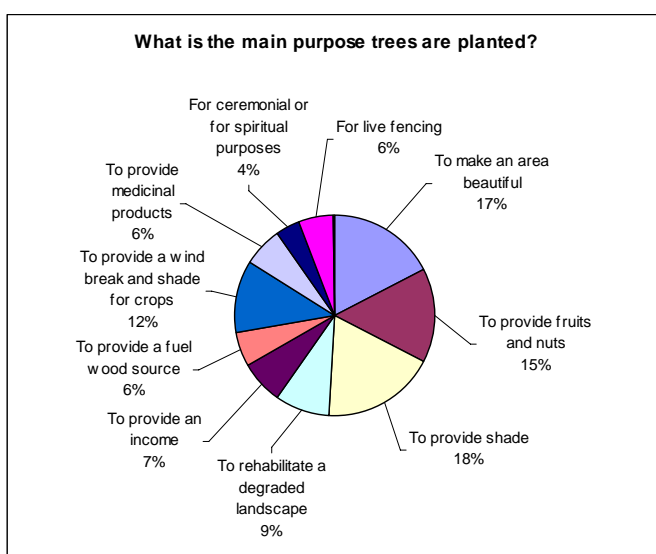 What is the main purpose trees are planted?
For ceremonial or
for spiritual
purposes
4%
For live fencing
6%
To make an area
beautiful
17%
To provide fruits
and nuts
15%
To provide shade
18%
To rehabilitate a
degraded
landscape
9%
To provide an
income
7%
To provide a fuel
wood source
6%
To provide a wind
break and shade
for crops
12%
To provide
medicinal
products
6%